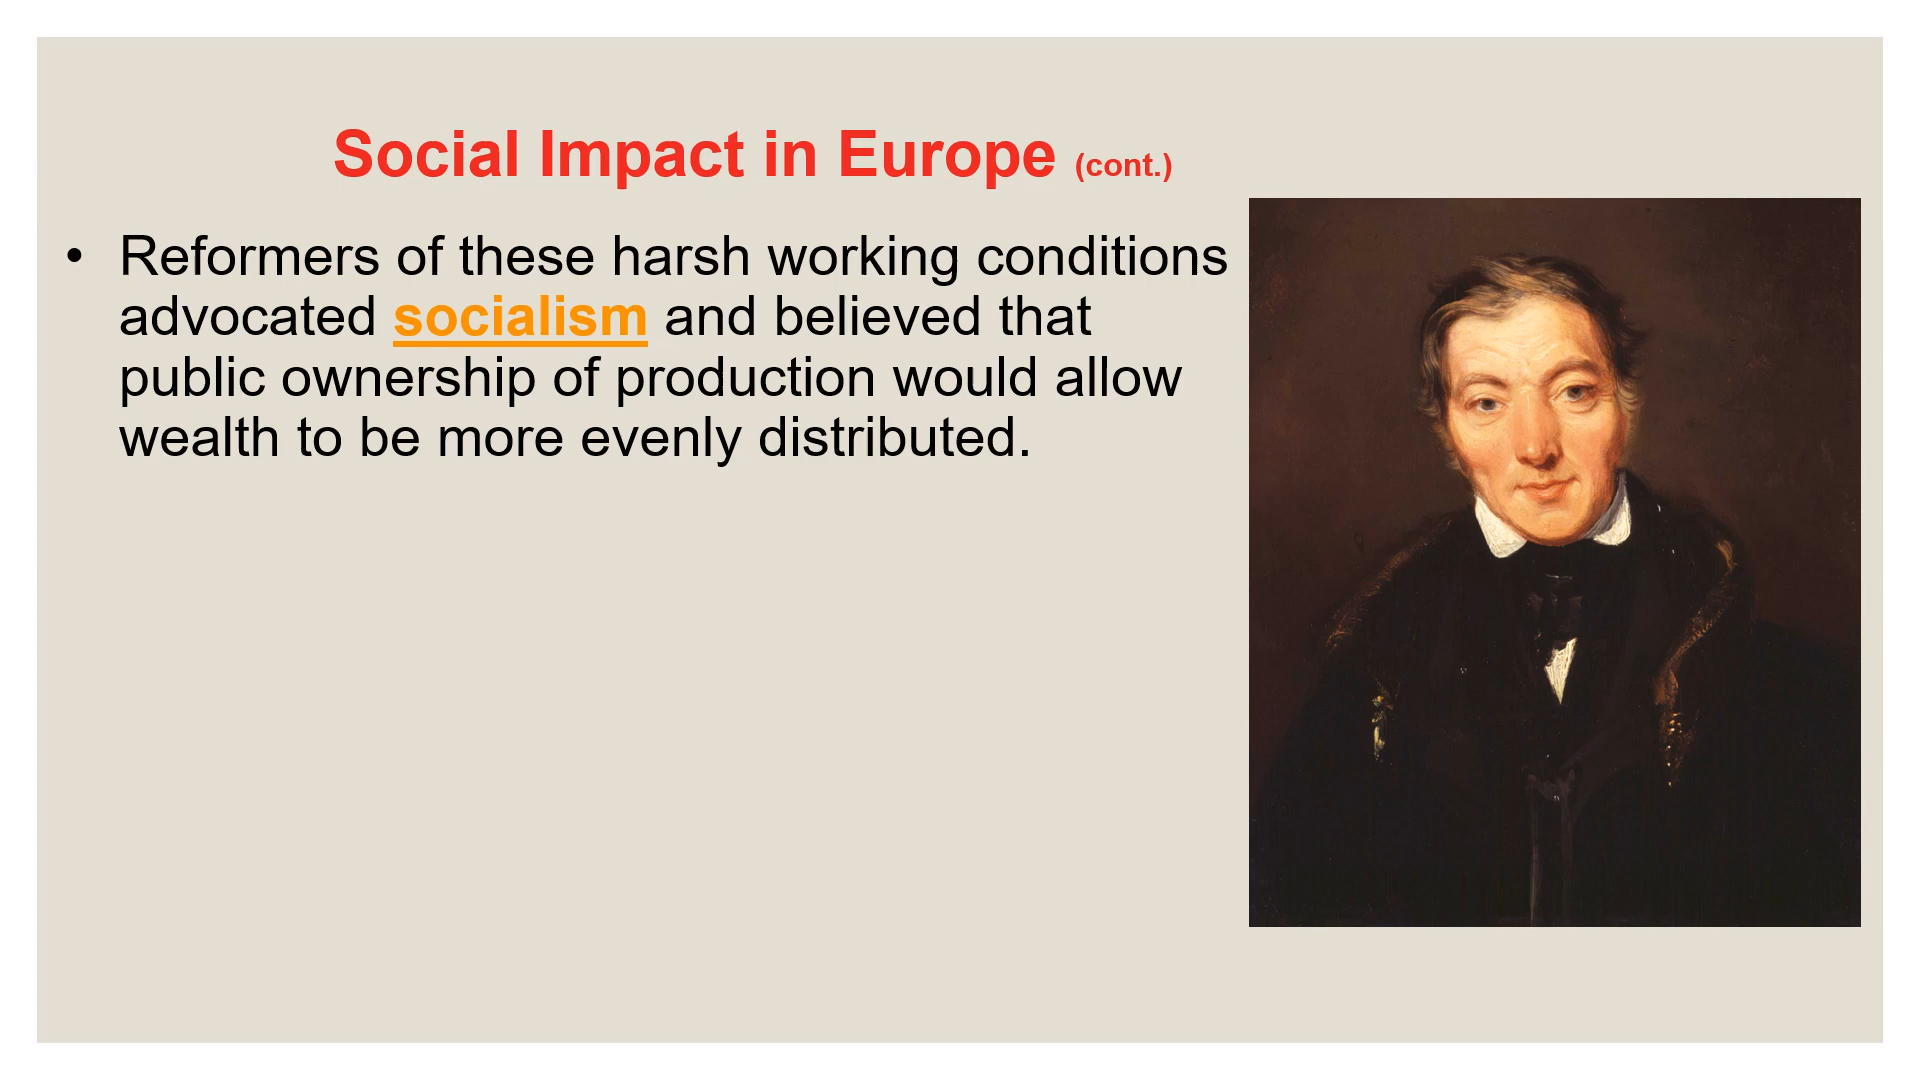 Social Impact in Europe (cont.)
• Reformers of these harsh working conditions
advocated socialism and believed that
public ownership of production would allow
wealth to be more evenly distributed.